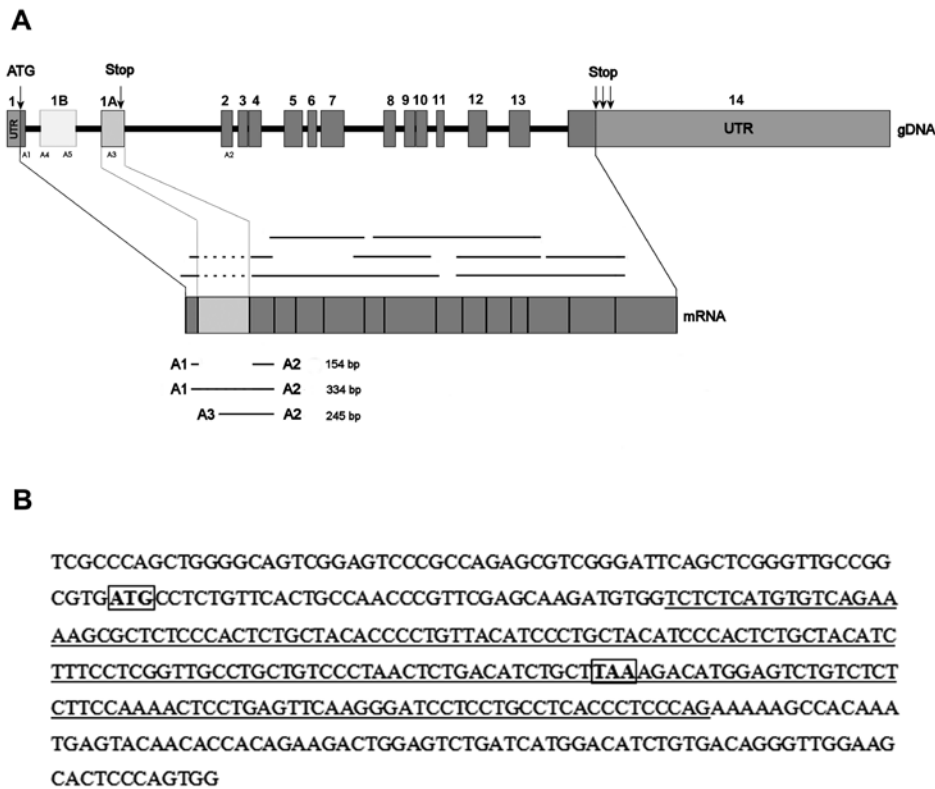 A
ATG
Stop
Stop
1 1B 1A 2 3 4 5 6 7 8 9 10 11 12 13 14
UTR UTR gDNA
A1 A4 A5 A3 A2
mRNA
A1 A2 154 bp
A1 A2 334 bp
A3 A2 245 bp
B
TCGCCCAGCTGGGGCAGTCGGAGTCCCGCCAGAGCGTCGGGATTCAGCTCGGGTTGCCGG
CGTGATGCCTCTGTTCACTGCCAACCCGTTCGAGCAAGATGTGGTCTCTCATGTGTCAGAA
AAGCGCTCTCCCACTCTGCTACACCCCTGTTACATCCCTGCTACATCCCACTCTGCTACATC
TTTCCTCGGTTGCCTGCTGTCCCTAACTCTGACATCTGCTTAAAGACATGGAGTCTGTCTCT
CTTCCAAAACTCCTGAGTTCAAGGGATCCTCCTGCCTCACCCTCCCAGAAAAAGCCACAAA
TGAGTACAACACCACAGAAGACTGGAGTCTGATCATGGACATCTGTGACAGGGTTGGAAG
CACTCCCAGTGG